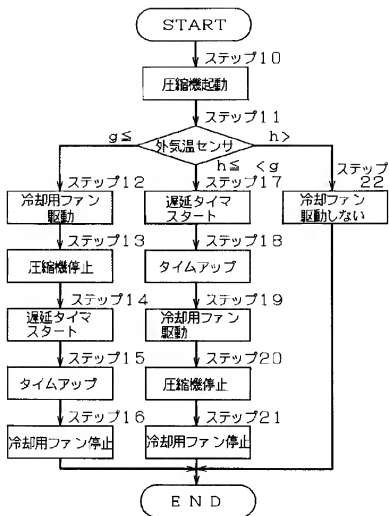 START
ステップ10
圧縮機起動
ステップ11
外気温センサ
g≦
h≦ <g
h>
ステップ12
冷却用ファン
駆動
ステップ13
圧縮機停止
ステップ14
遅延タイマ
スタート
ステップ15
タイムアップ
ステップ16
冷却用ファン停止
ステップ17
遅延タイマ
スタート
ステップ18
タイムアップ
ステップ19
冷却用ファン
駆動
ステップ20
圧縮機停止
ステップ21
冷却用ファン停止
ステップ
22
冷却ファン
駆動しない
END